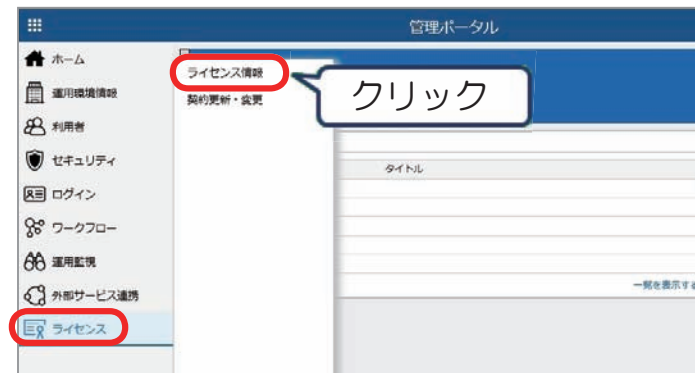 管理ポータル
ホーム
運用環境情報
利用者
セキュリティ
ログイン
ワークフロー
運用監視
外部サービス連携
ライセンス
ライセンス情報
契約更新・変更
クリック
タイトル
一覧を表示する